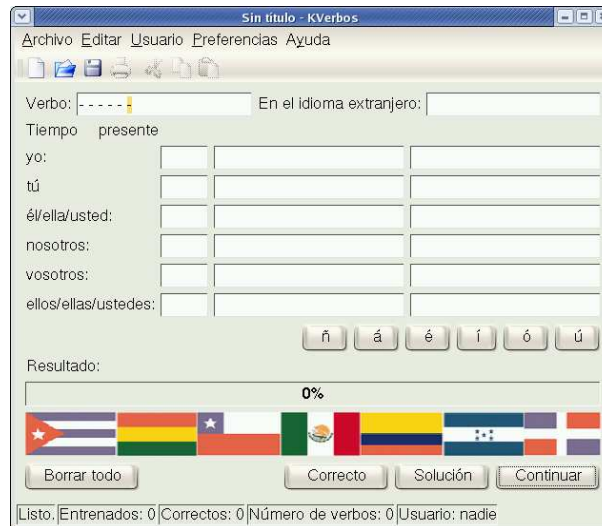 Sin título - KVerbos
Archivo Editar Usuario Preferencias Ayuda
Verbo: - - - - - - En el idioma extranjero:
Tiempo presente
yo:
tú
él/ella/usted:
nosotros:
vosotros:
ellos/ellas/ustedes:
ñ á é í ó ú
Resultado:
0%
Borrar todo Correcto Solución Continuar
Listo. Entrenados: 0 Correctos: 0 Número de verbos: 0 Usuario: nadie